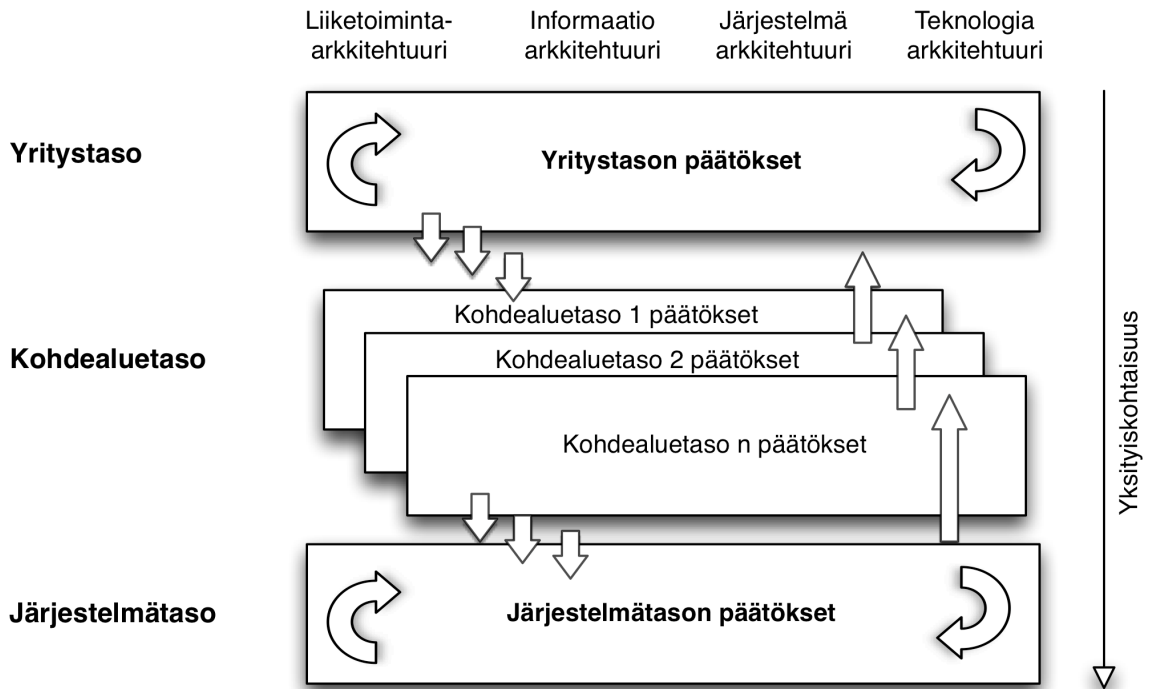 Liiketoiminta-
arkkitehtuuri
Informaatio
arkkitehtuuri
Järjestelmä
arkkitehtuuri
Teknologia
arkkitehtuuri
Yritystaso
Yritystason päätökset
Kohdealuetaso 1 päätökset
Kohdealuetaso
Kohdealuetaso 2 päätökset
Kohdealuetaso n päätökset
Yksityiskohtaisuus
Järjestelmätaso
Järjestelmätason päätökset